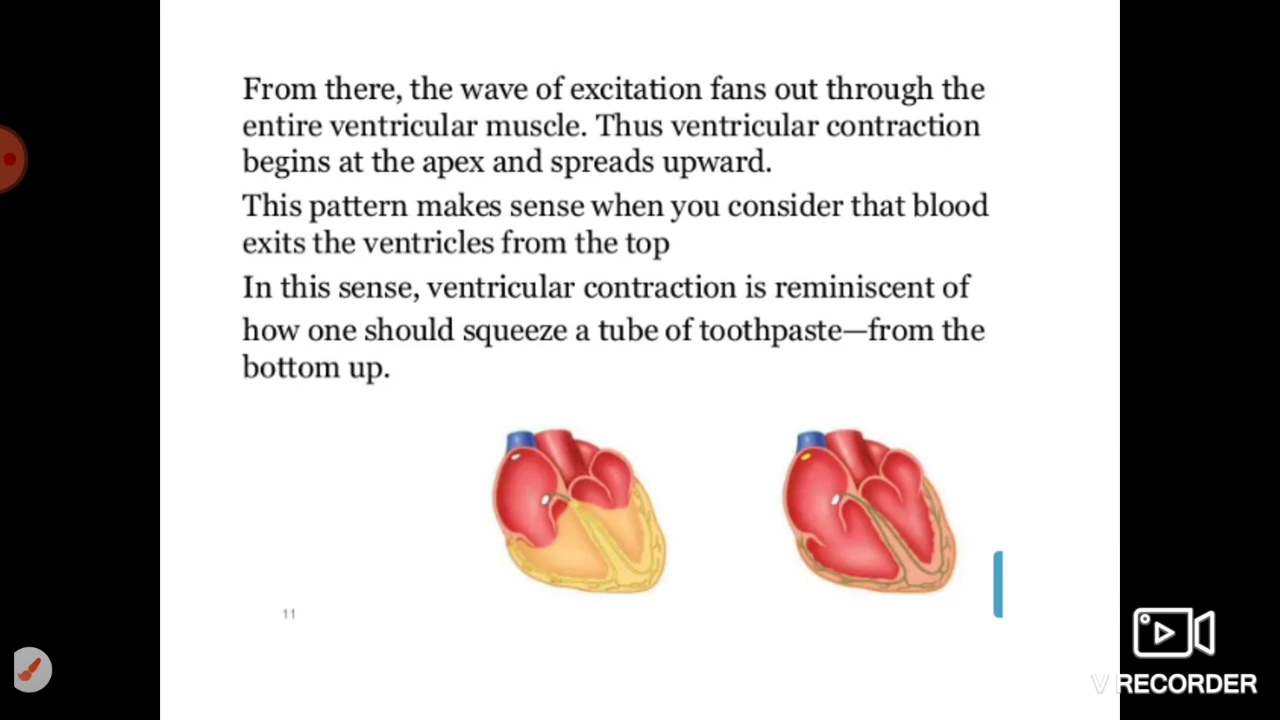 From there, the wave of excitation fans out through the
entire ventricular muscle. Thus ventricular contraction
begins at the apex and spreads upward.
This pattern makes sense when you consider that blood
exits the ventricles from the top
In this sense, ventricular contraction is reminiscent of
how one should squeeze a tube of toothpaste—from the
bottom up.
11
V RECORDER